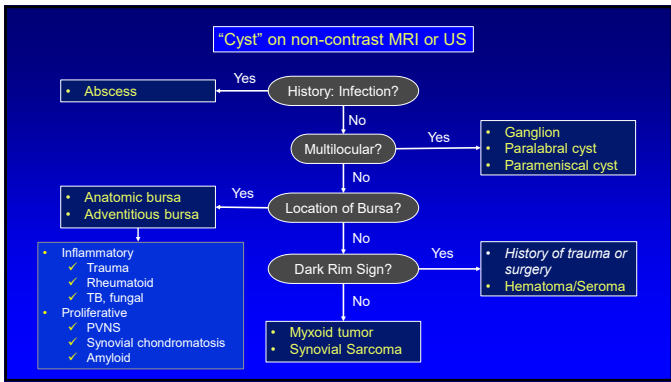 “Cyst” on non-contrast MRI or US
Yes
• Abscess
History: Infection?
No
Yes
Multilocular?
• Ganglion
• Paralabral cyst
• Parameniscal cyst
No
• Anatomic bursa
• Adventitious bursa
Yes
Location of Bursa?
No
• Inflammatory
✓ Trauma
✓ Rheumatoid
✓ TB, fungal
• Proliferative
✓ PVNS
✓ Synovial chondromatosis
✓ Amyloid
Dark Rim Sign?
Yes
• History of trauma or
surgery
• Hematoma/Seroma
No
• Myxoid tumor
• Synovial Sarcoma